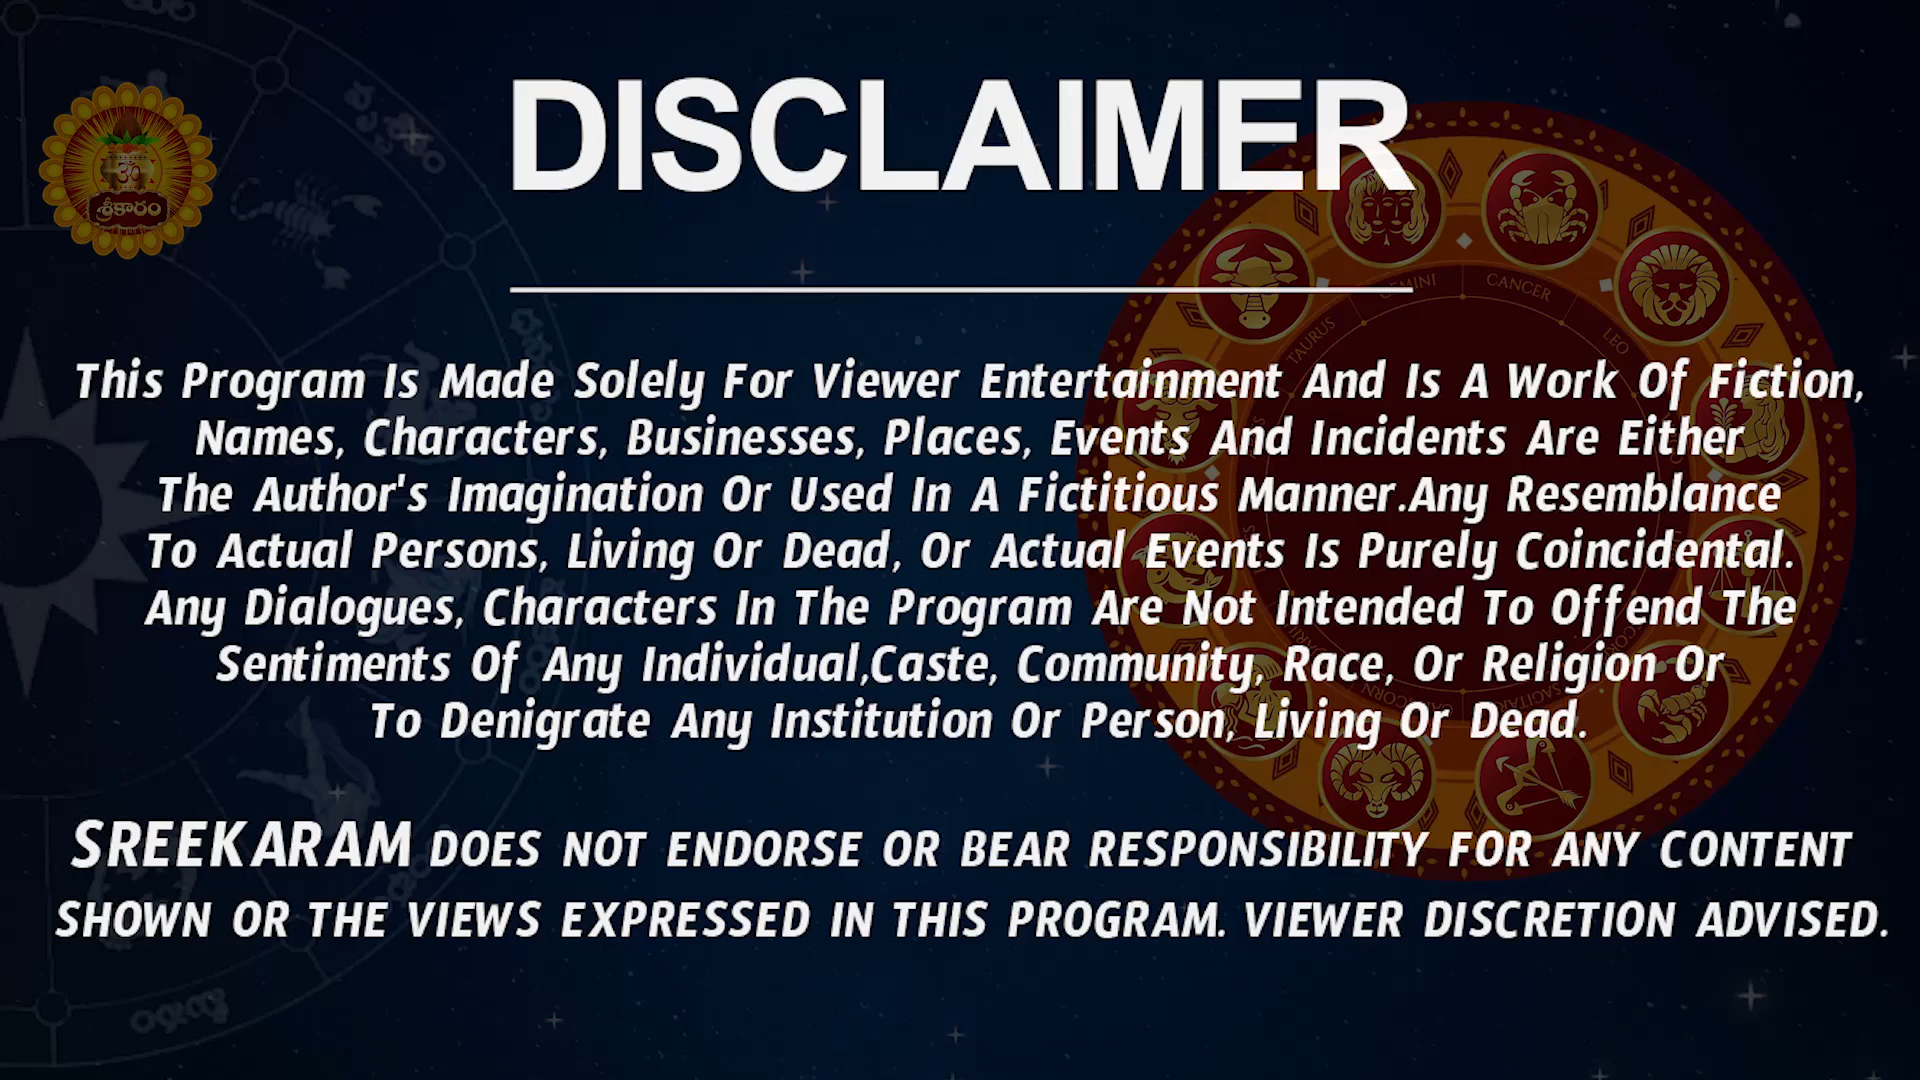 DISCLAIMER
శ్రీకారం
GEMINI
CANCER
TAURUS
LEO
This Program Is Made Solely For Viewer Entertainment And Is A Work Of Fiction,
Names, Characters, Businesses, Places, Events And Incidents Are Either
The Author's Imagination Or Used In A Fictitious Manner.Any Resemblance
To Actual Persons, Living Or Dead, Or Actual Events Is Purely Coincidental.
Any Dialogues, Characters In The Program Are Not Intended To Offend The
Sentiments Of Any Individual,Caste, Community, Race, Or Religion Or
To Denigrate Any Institution Or Person, Living Or Dead.
SREEKARAM DOES NOT ENDORSE OR BEAR RESPONSIBILITY FOR ANY CONTENT
SHOWN OR THE VIEWS EXPRESSED IN THIS PROGRAM. VIEWER DISCRETION ADVISED.